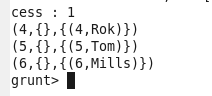 cess : 1
(4,{},{(4,Rok)})
(5,{},{(5,Tom)})
(6,{},{(6,Mills)})
grunt>